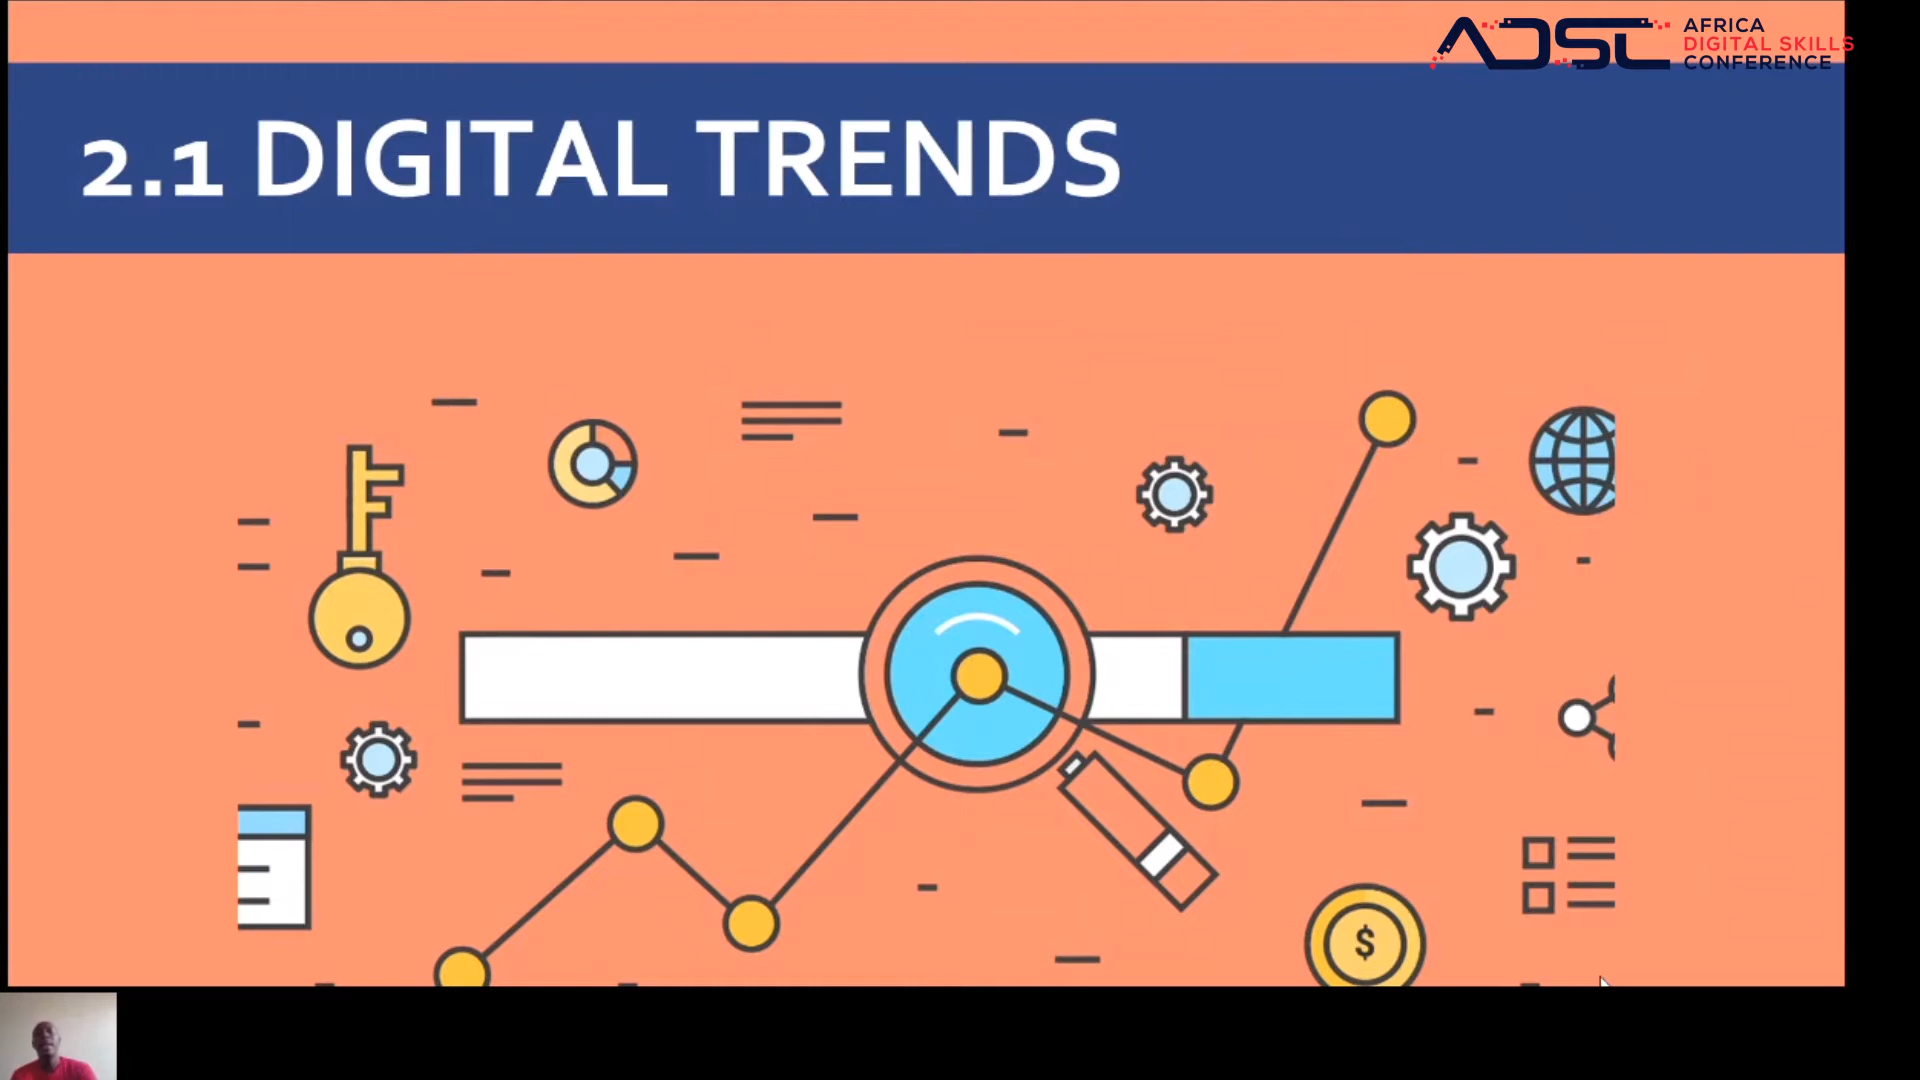 ADSC
AFRICA
DIGITAL SKILLS
CONFERENCE
2.1 DIGITAL TRENDS
$